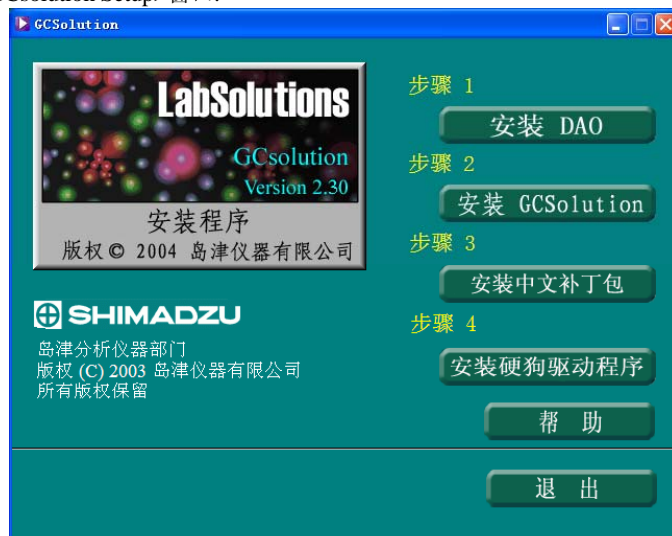 GCsolution Setup.
GCSolution
LabSolutions
GCsolution
Version 2.30
安装程序
版权© 2004 岛津仪器有限公司
SHIMADZU
岛津分析仪器部门
版权 (C) 2003 岛津仪器有限公司
所有版权保留
步骤 1
安装 DAO
步骤 2
安装 GCSolution
步骤 3
安装中文补丁包
步骤 4
安装硬狗驱动程序
帮 助
退 出